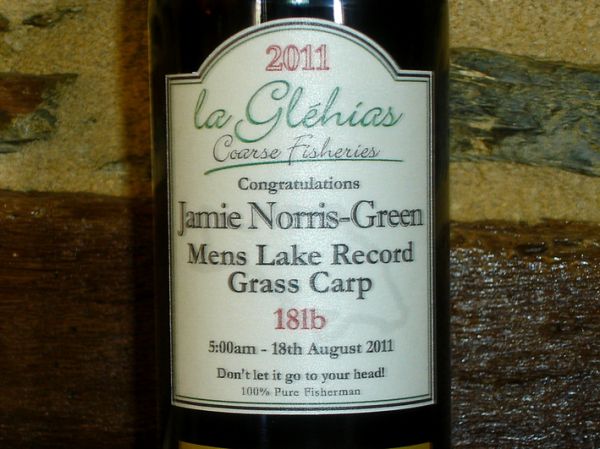 2011
la Gléhias
Coarse Fisheries
Congratulations
Jamie Norris-Green
Mens Lake Record
Grass Carp
18lb
5:00am - 18th August 2011
Don't let it go to your head!
100% Pure Fisherman